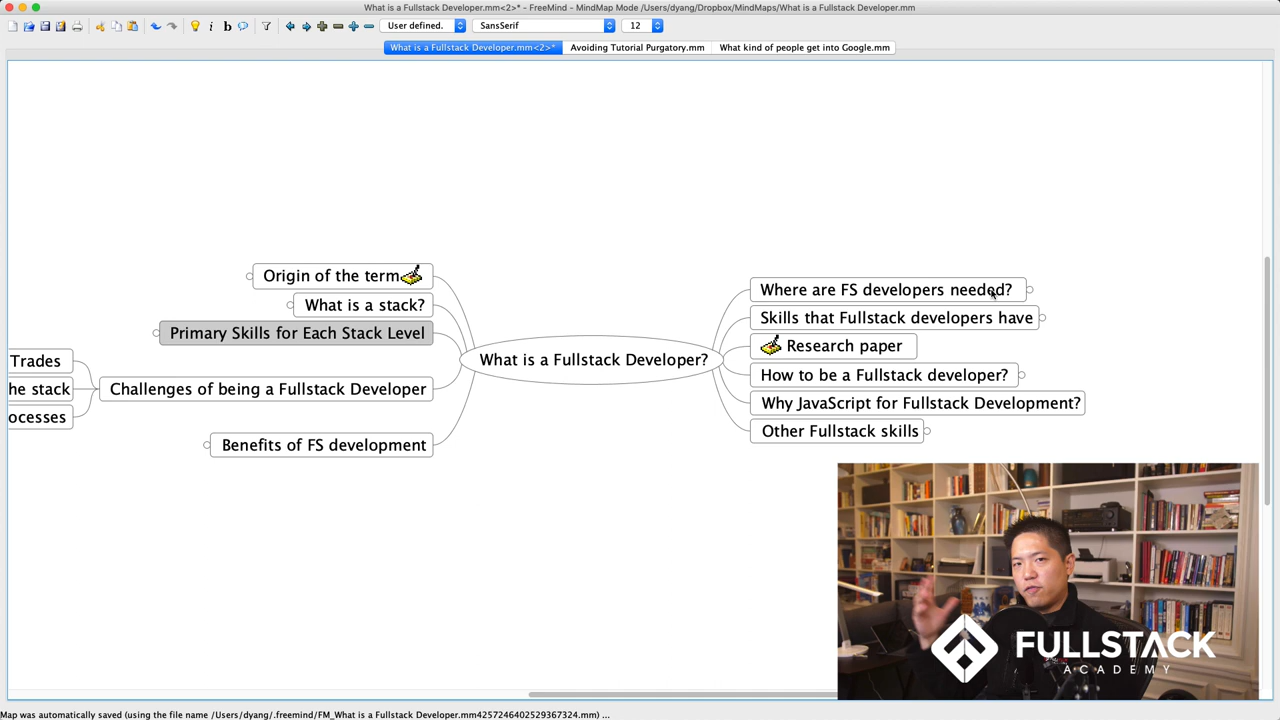 What is a Fullstack Developer.mm<2>* - FreeMind - MindMap Mode /Users/dyang/Dropbox/MindMaps/What is a Fullstack Developer.mm
User defined.
SansSerif
12
What is a Fullstack Developer.mm<2>*
Avoiding Tutorial Purgatory.mm
What kind of people get into Google.mm
Origin of the term
What is a stack?
Primary Skills for Each Stack Level
Trades
he stack
ocesses
Challenges of being a Fullstack Developer
Benefits of FS development
What is a Fullstack Developer?
Where are FS developers needed?
Skills that Fullstack developers have
Research paper
How to be a Fullstack developer?
Why JavaScript for Fullstack Development?
Other Fullstack skills
FULLSTACK
ACADEMY
Map was automatically saved (using the file name /Users/dyang/.freemind/FM_What is a Fullstack Developer.mm4257246402529367324.mm) ...